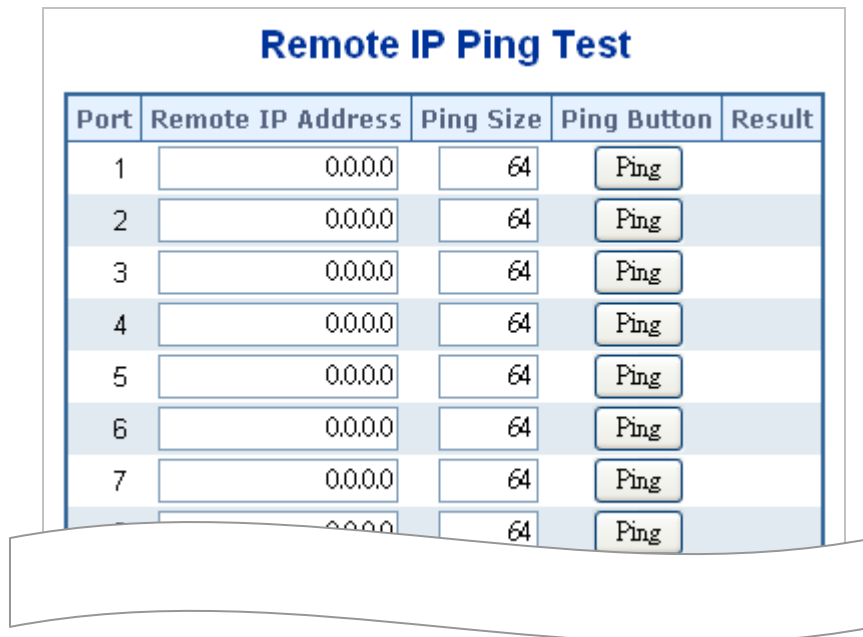 Remote IP Ping Test
Port Remote IP Address Ping Size Ping Button Result
1 0.0.0.0 64 Ping
2 0.0.0.0 64 Ping
3 0.0.0.0 64 Ping
4 0.0.0.0 64 Ping
5 0.0.0.0 64 Ping
6 0.0.0.0 64 Ping
7 0.0.0.0 64 Ping
64 Ping